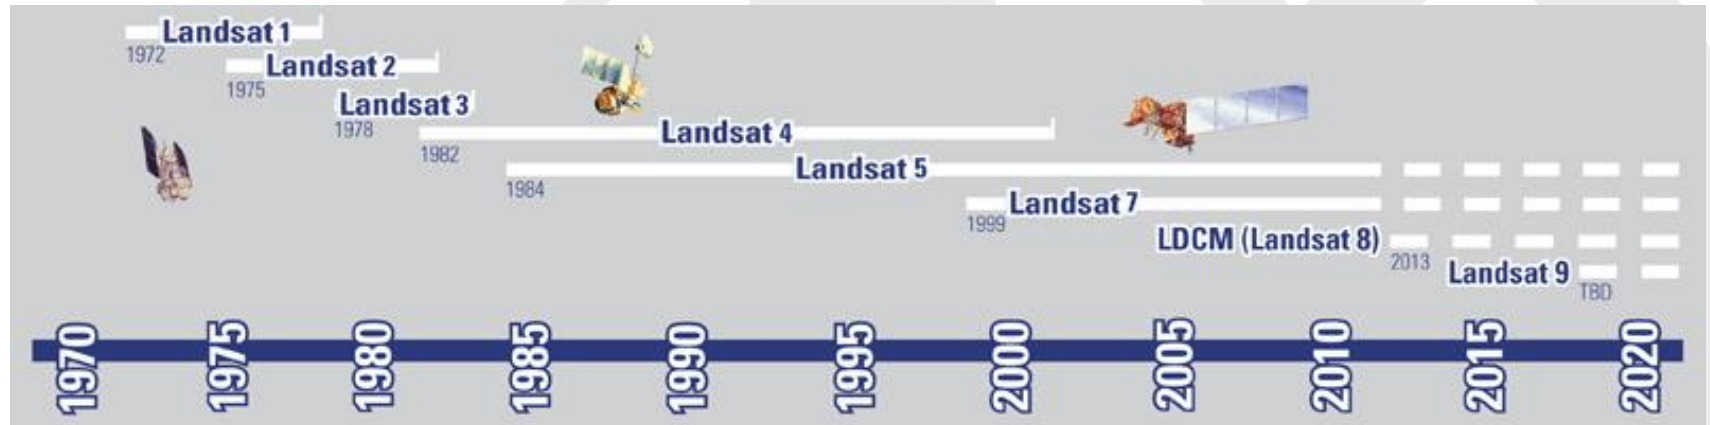 Landsat 1
1972
Landsat 2
1975
Landsat 3
1978
Landsat 4
1982
Landsat 5
1984
Landsat 7
1999
LDCM (Landsat 8)
2013
Landsat 9
TBD
1970 1975 1980 1985 1990 1995 2000 2005 2010 2015 2020